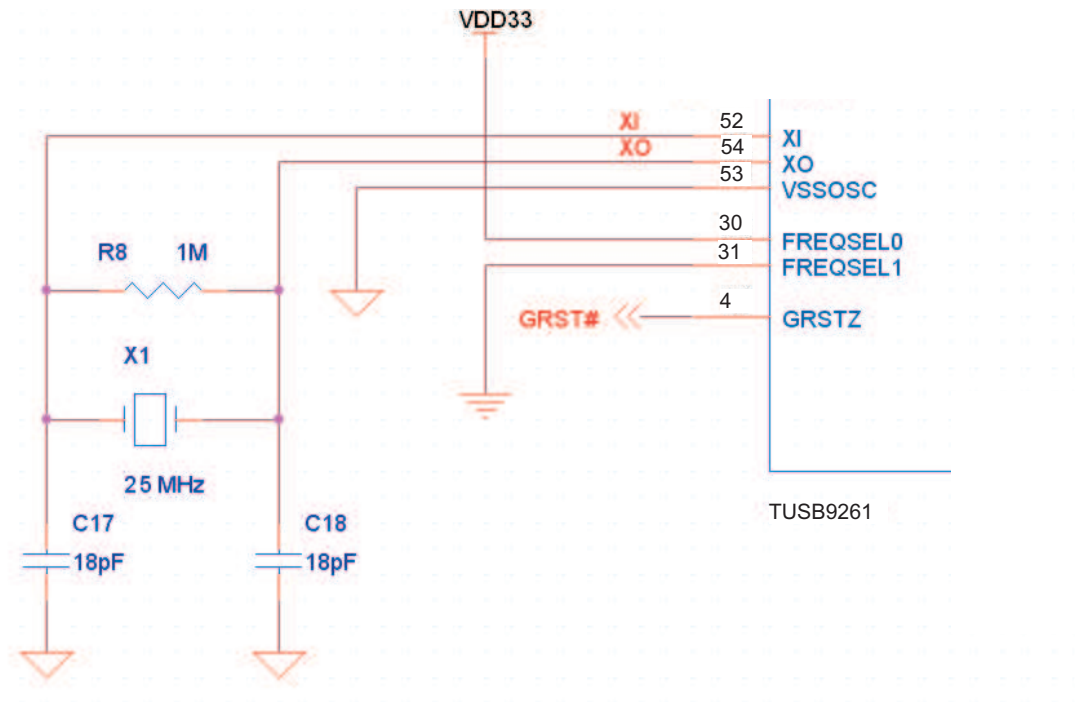 VDD33
XI 52 XI
XO 54 XO
53 VSSOSC
30 FREQSEL0
R8 1M
31 FREQSEL1
GRST# 4 GRSTZ
X1
25 MHz
TUSB9261
C17 C18
18pF 18pF